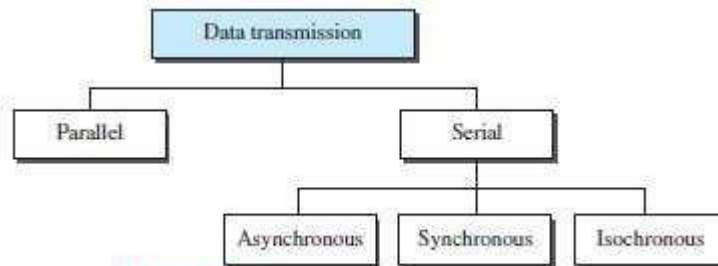 Data transmission
Parallel
Serial
Asynchronous
Synchronous
Isochronous